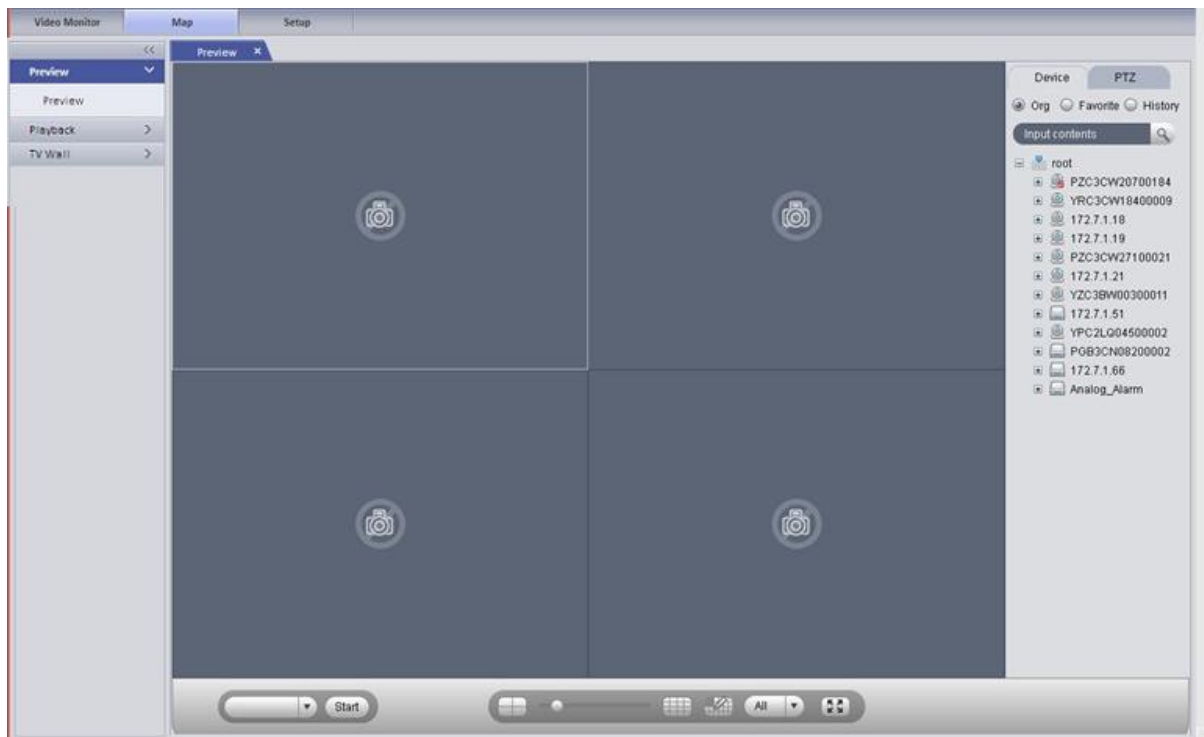 Video Monitor Map Setup
<<
Preview ×
Preview
Preview
Playback
TV Wall
Device PTZ
Org Favorite History
Input contents
root
PZC3CW20700184
YRC3CW18400009
172.7.1.18
172.7.1.19
PZC3CW27100021
172.7.1.21
YZC3BW00300011
172.7.1.51
YPC2LQ04500002
PGB3CN08200002
172.7.1.66
Analog_Alarm
Start
All